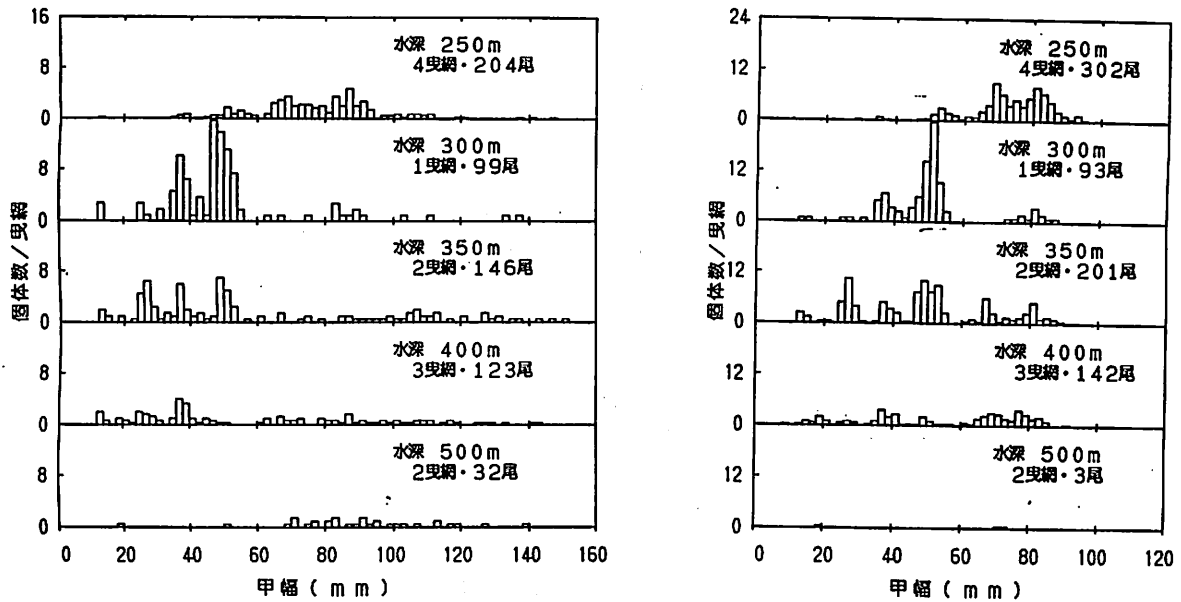 16
8
0
水深 250m
4曳網・204尾
8
0
水深 300m
1曳網・99尾
8
0
水深 350m
2曳網・146尾
8
0
水深 400m
3曳網・123尾
8
0
水深 500m
2曳網・32尾
0 20 40 60 80 100 120 140 160
甲幅(mm)
個体数/曳網
24
12
0
水深 250m
4曳網・302尾
12
0
水深 300m
1曳網・93尾
12
0
水深 350m
2曳網・201尾
12
0
水深 400m
3曳網・142尾
12
0
水深 500m
2曳網・3尾
0 20 40 60 80 100 120
甲幅(mm)
個体数/曳網